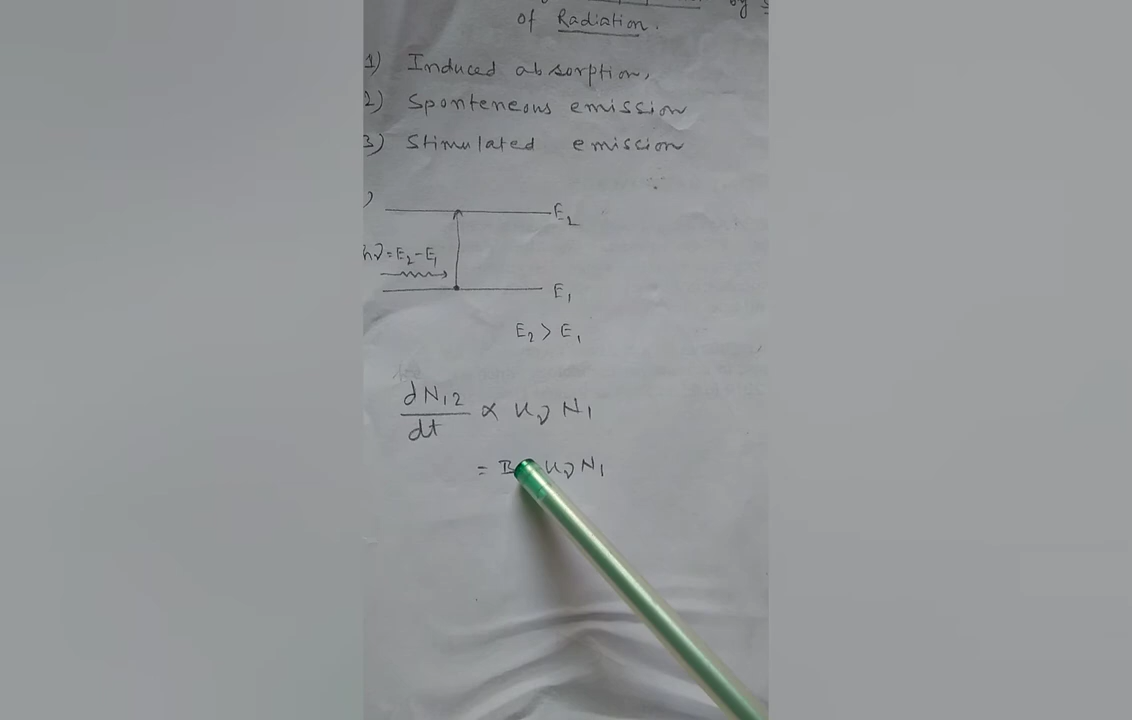 by
of Radiation.
1) Induced absorption,
2) Sponteneous emission
3) Stimulated emission
)
E₂
hν = E₂ - E₁
E₁
E₂ > E₁
dN₁₂/dt ∝ uν N₁
= B uν N₁